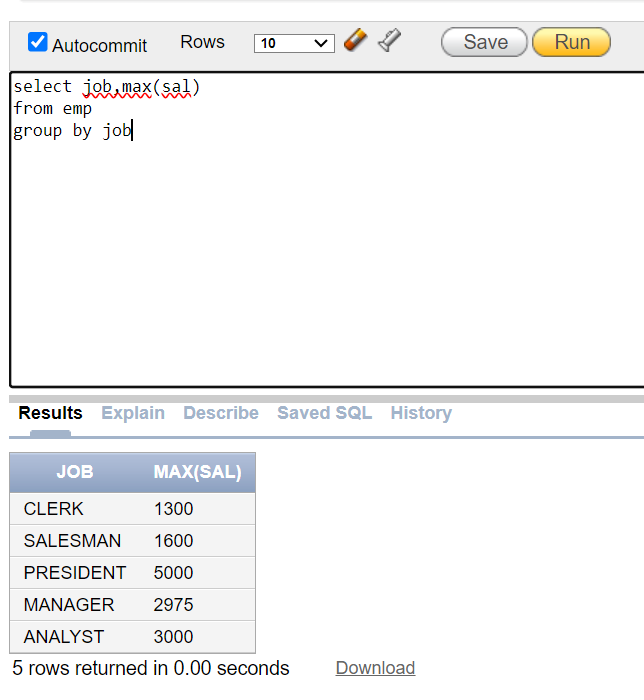 Autocommit Rows 10 Save Run
select job,max(sal)
from emp
group by job
Results Explain Describe Saved SQL History
JOB MAX(SAL)
CLERK 1300
SALESMAN 1600
PRESIDENT 5000
MANAGER 2975
ANALYST 3000
5 rows returned in 0.00 seconds Download